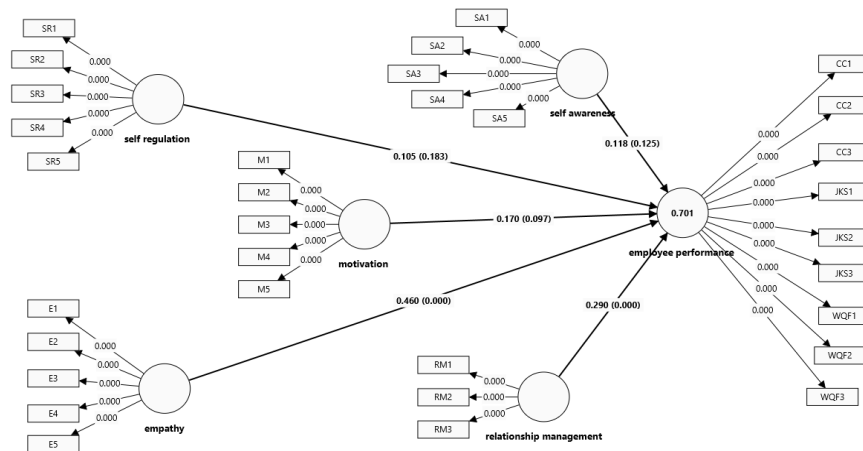 SR1
0.000
SR2
0.000
SR3
0.000
SR4
0.000
SR5
0.000
self regulation
SA1
0.000
SA2
0.000
SA3
0.000
SA4
0.000
SA5
0.000
self awareness
0.105 (0.183)
0.118 (0.125)
M1
0.000
M2
0.000
M3
0.000
M4
0.000
M5
0.000
motivation
0.170 (0.097)
0.701
employee performance
CC1
0.000
CC2
0.000
CC3
0.000
JKS1
0.000
JKS2
0.000
JKS3
0.000
WQF1
0.000
WQF2
0.000
WQF3
0.000
0.460 (0.000)
0.290 (0.000)
E1
0.000
E2
0.000
E3
0.000
E4
0.000
E5
0.000
empathy
RM1
0.000
RM2
0.000
RM3
0.000
relationship management